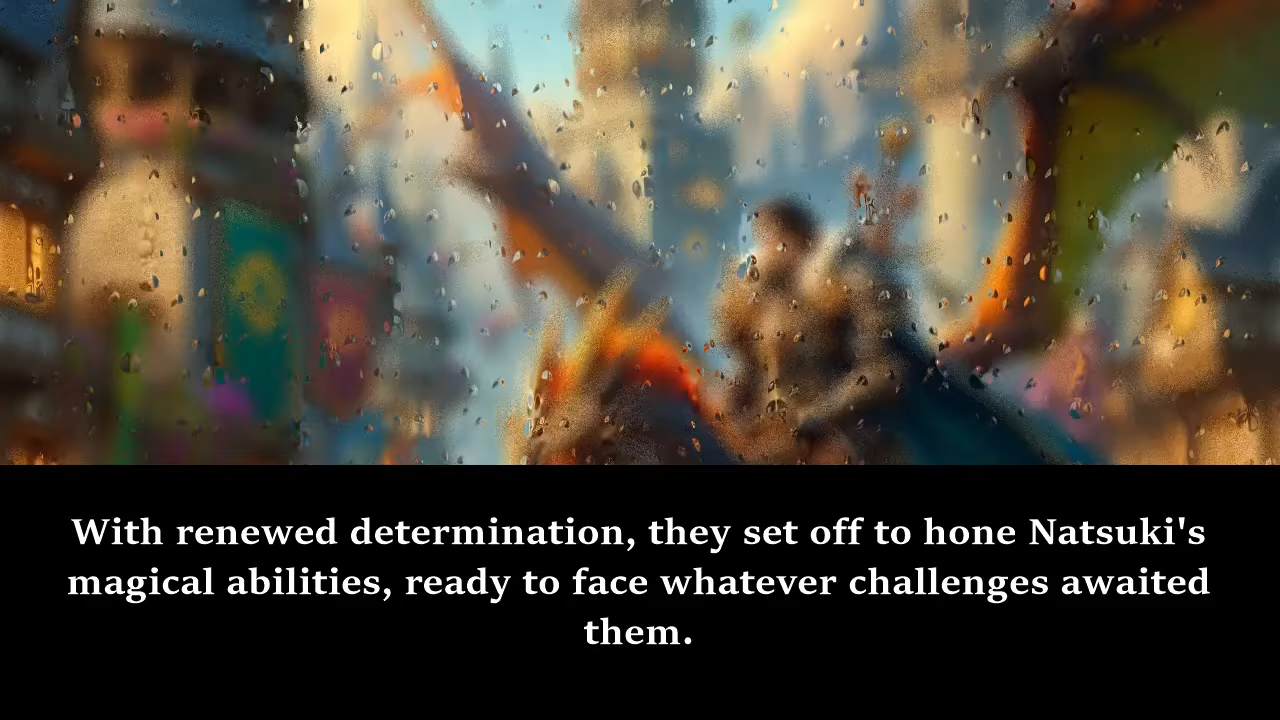 With renewed determination, they set off to hone Natsuki's
magical abilities, ready to face whatever challenges awaited
them.